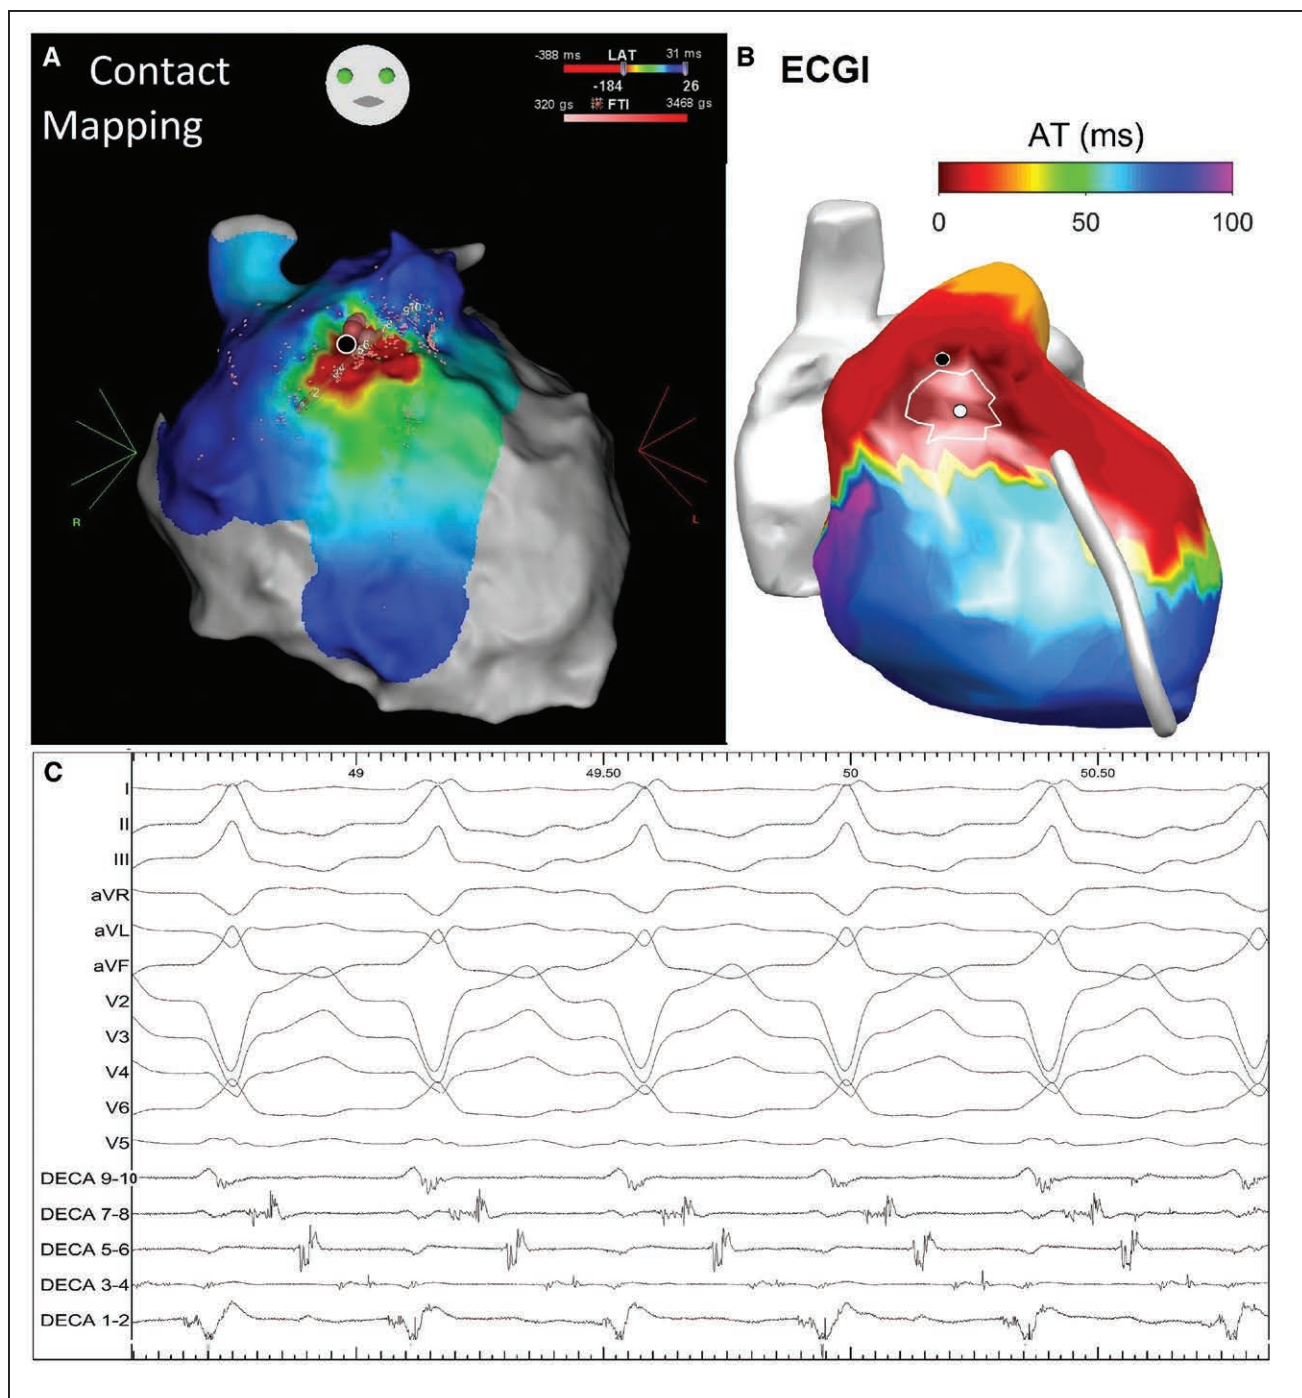 A
Contact
Mapping
-388 ms LAT 31 ms
-184 26
320 gs FTI 3468 gs
R
L
B
ECGI
AT (ms)
0 50 100
C
49 49.50 50 50.50
I
II
III
aVR
aVL
aVF
V2
V3
V4
V6
V5
DECA 9-10
DECA 7-8
DECA 5-6
DECA 3-4
DECA 1-2